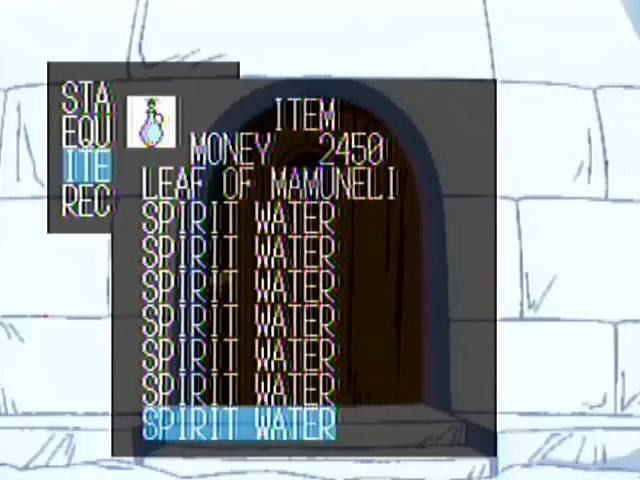 STA
EQU
ITE
REC
ITEM
MONEY 2450
LEAF OF MAMUNELI
SPIRIT WATER
SPIRIT WATER
SPIRIT WATER
SPIRIT WATER
SPIRIT WATER
SPIRIT WATER
SPIRIT WATER